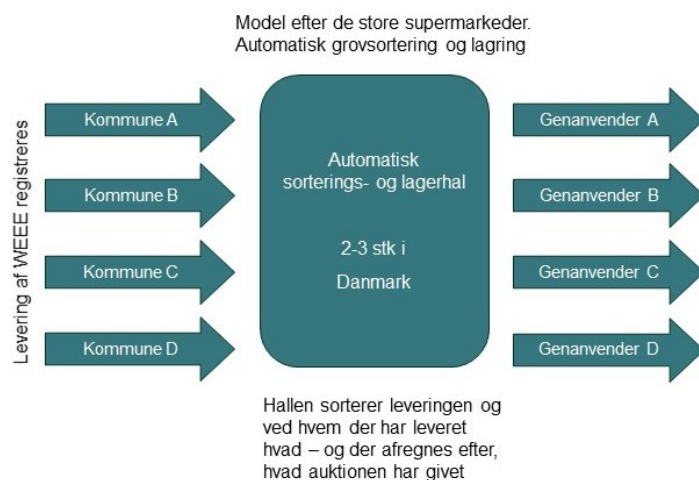 Model efter de store supermarkeder.
Automatisk grovsortering og lagring
Levering af WEEE registreres
Kommune A
Kommune B
Kommune C
Kommune D
Automatisk
sorterings- og lagerhal
2-3 stk i
Danmark
Genanvender A
Genanvender B
Genanvender C
Genanvender D
Hallen sorterer leveringen og
ved hvem der har leveret
hvad – og der afregnes efter,
hvad auktionen har givet